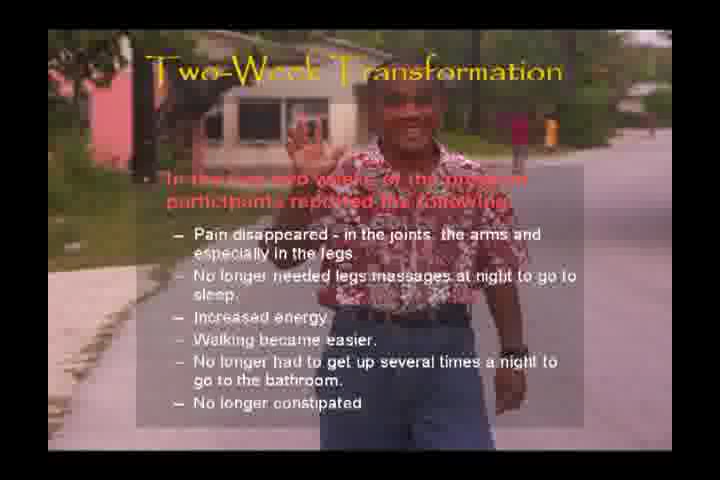 Two-Week Transformation
In the first two weeks of the program participants reported the following:
– Pain disappeared - in the joints, the arms and
especially in the legs.
– No longer needed legs massages at night to go to
sleep.
– Increased energy.
– Walking became easier.
– No longer had to get up several times a night to
go to the bathroom.
– No longer constipated